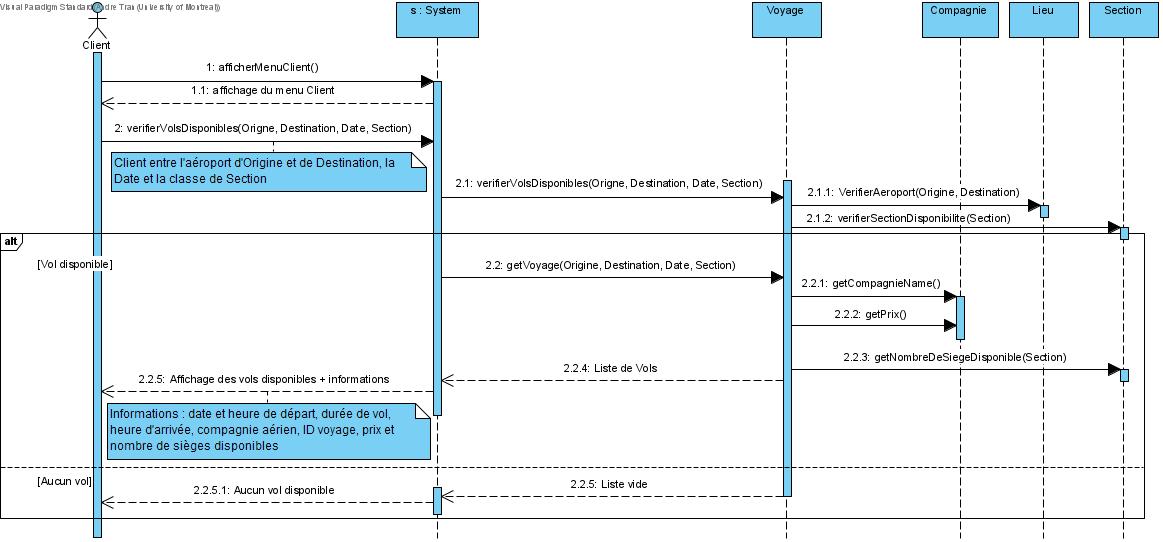 Visual Paradigm Standard(Andre Tran(University of Montreal))
s : System
Voyage
Compagnie
Lieu
Section
Client
1: afficherMenuClient()
1.1: affichage du menu Client
2: verifierVolsDisponibles(Origne, Destination, Date, Section)
Client entre l'aéroport d'Origine et de Destination, la
Date et la classe de Section
2.1: verifierVolsDisponibles(Origne, Destination, Date, Section)
2.1.1: VerifierAeroport(Origine, Destination)
2.1.2: verifierSectionDisponibilite(Section)
alt
[Vol disponible]
2.2: getVoyage(Origine, Destination, Date, Section)
2.2.1: getCompagnieName()
2.2.2: getPrix()
2.2.3: getNombreDeSiegeDisponible(Section)
2.2.4: Liste de Vols
2.2.5: Affichage des vols disponibles + informations
Informations : date et heure de départ, durée de vol,
heure d'arrivée, compagnie aérien, ID voyage, prix et
nombre de sièges disponibles
[Aucun vol]
2.2.5: Liste vide
2.2.5.1: Aucun vol disponible